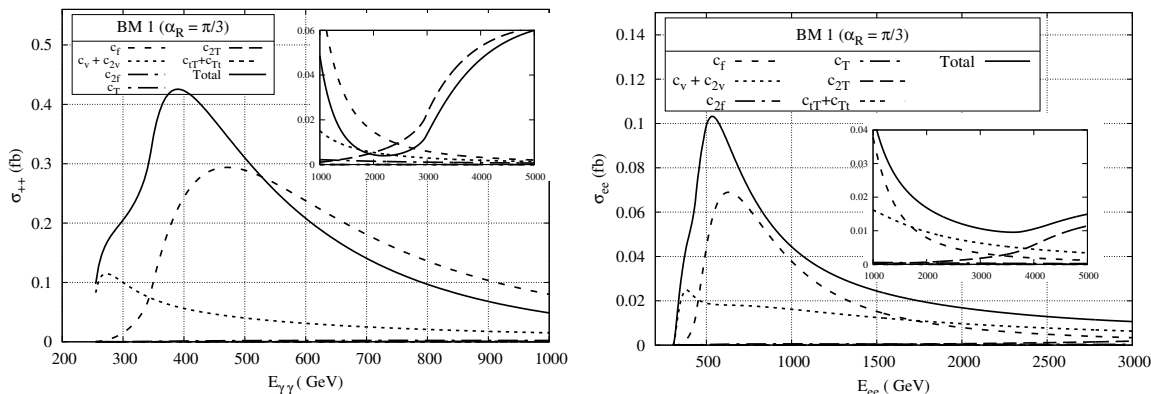 BM 1 (α_R = π/3)
c_f
c_v + c_2v
c_2f
c_T
c_2T
c_tT+c_Tt
Total
σ_++ (fb)
0.5
0.4
0.3
0.2
0.1
0
200 300 400 500 600 700 800 900 1000
E_γγ ( GeV)
0.06
0.04
0.02
0
1000 2000 3000 4000 5000
BM 1 (α_R = π/3)
c_f
c_v + c_2v
c_2f
c_T
c_2T
c_tT+c_Tt
Total
σ_ee (fb)
0.15
0.12
0.1
0.08
0.06
0.04
0.02
0
500 1000 1500 2000 2500 3000
E_ee ( GeV)
0.04
0.03
0.02
0.01
0
1000 2000 3000 4000 5000